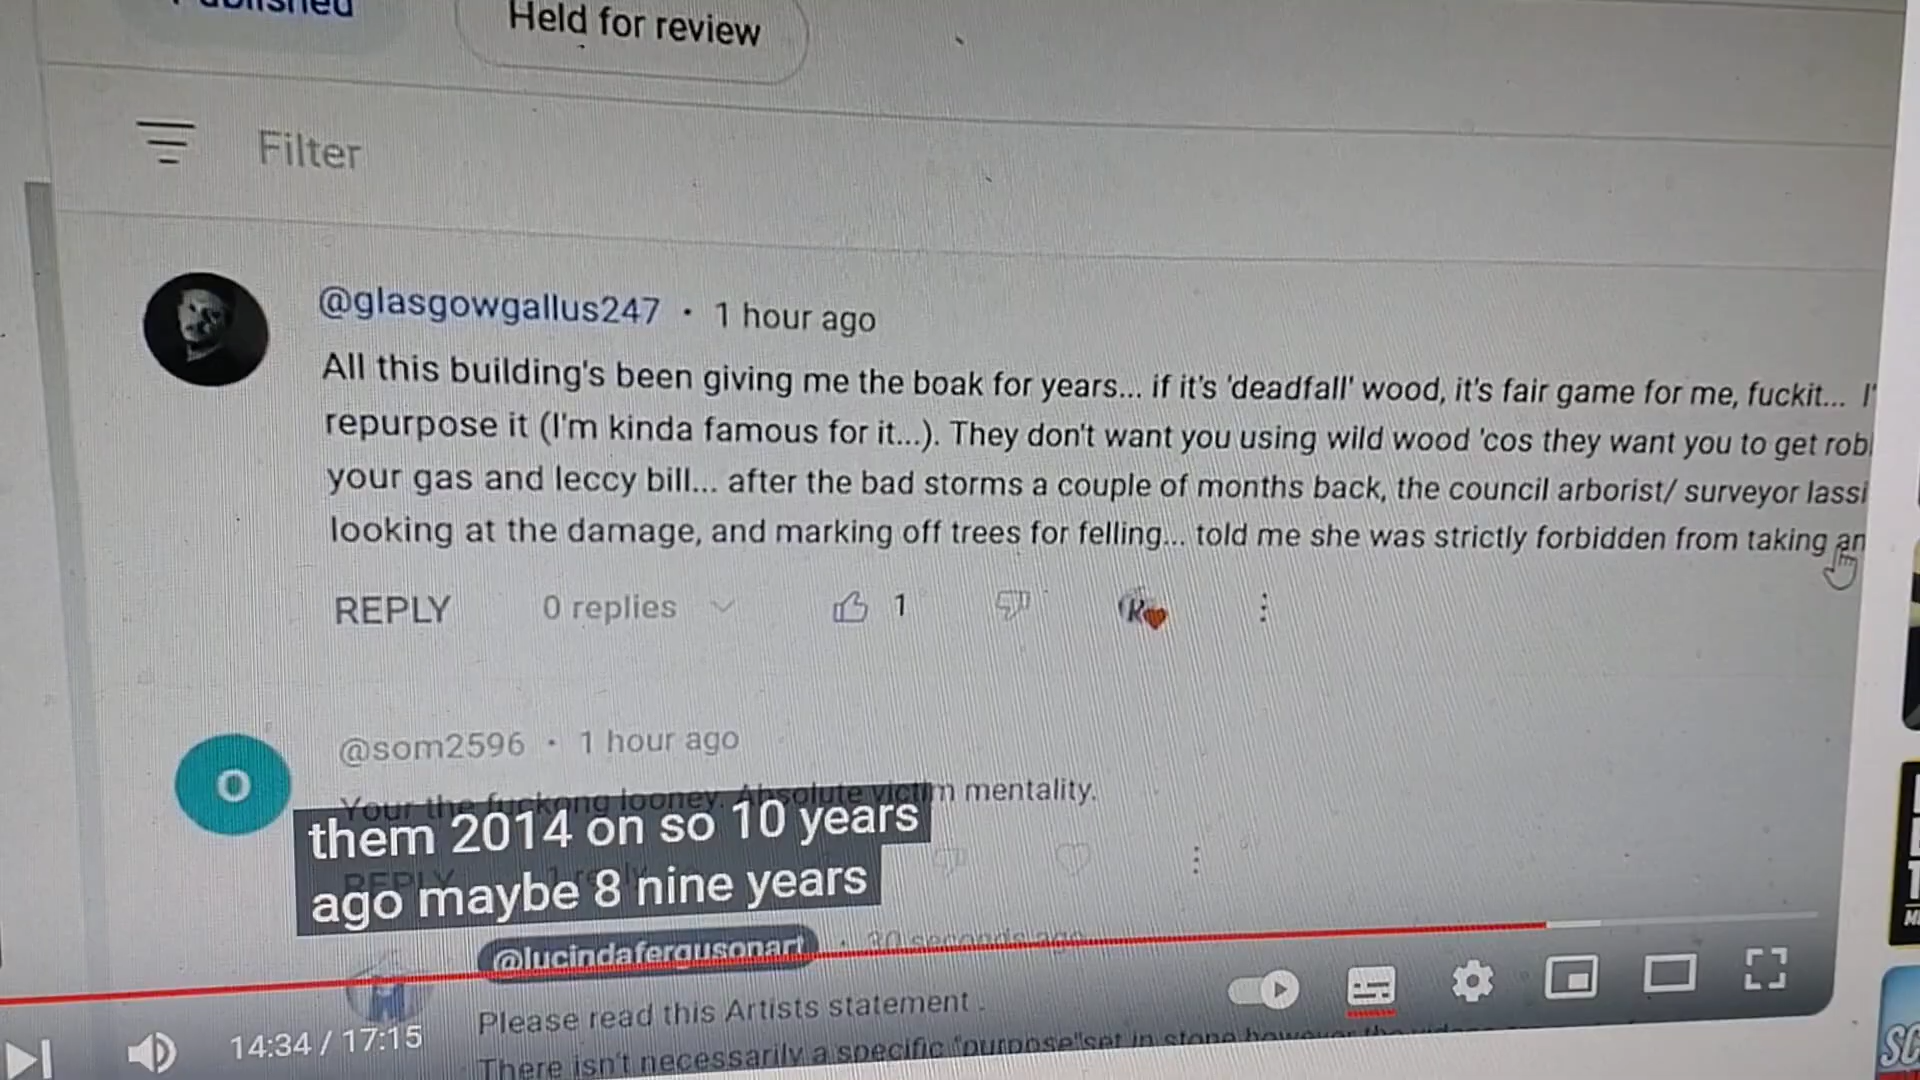 Published
Held for review
Filter
@glasgowgallus247 · 1 hour ago
All this building's been giving me the boak for years... if it's 'deadfall' wood, it's fair game for me, fuckit... I'
repurpose it (I'm kinda famous for it...). They don't want you using wild wood 'cos they want you to get rob
your gas and leccy bill... after the bad storms a couple of months back, the council arborist/ surveyor lassi
looking at the damage, and marking off trees for felling... told me she was strictly forbidden from taking an
REPLY 0 replies 1
@som2596 · 1 hour ago
O
Your the fuckong looney. Absolute victim mentality.
them 2014 on so 10 years
ago maybe 8 nine years
REPLY
@lucindafergusonart · 30 seconds ago
Please read this Artists statement .
There isn't necessarily a specific "purpose"set in stone however the
14:34 / 17:15
SC